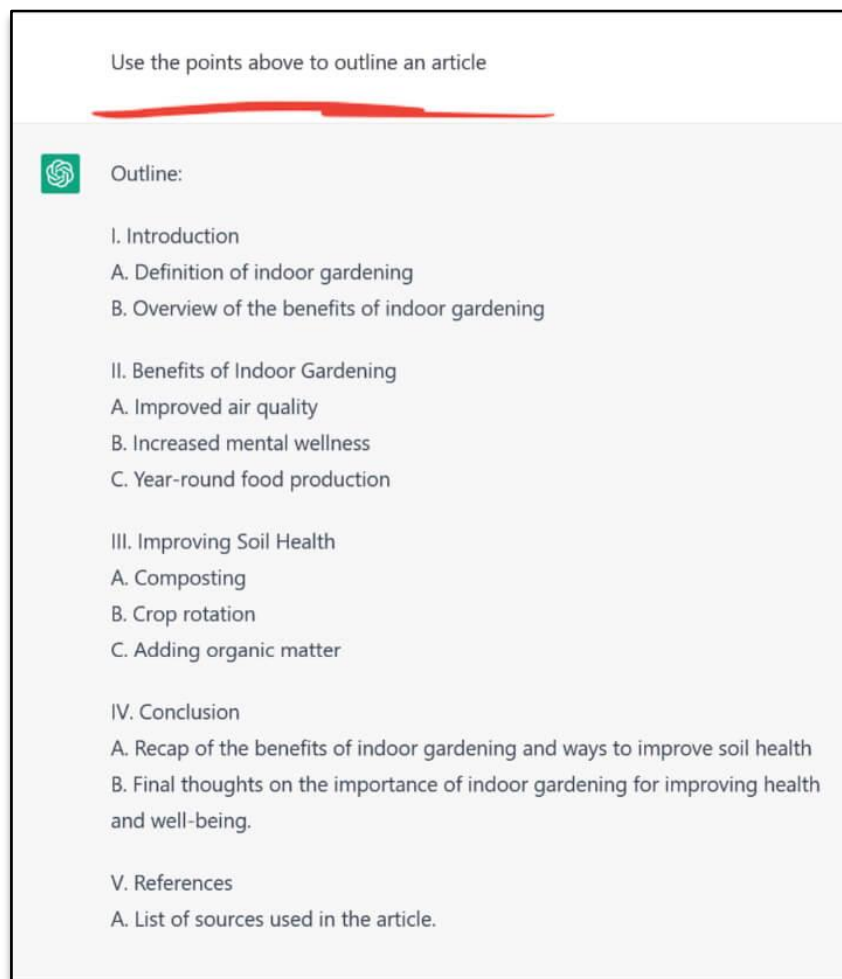 Use the points above to outline an article
Outline:
I. Introduction
A. Definition of indoor gardening
B. Overview of the benefits of indoor gardening
II. Benefits of Indoor Gardening
A. Improved air quality
B. Increased mental wellness
C. Year-round food production
III. Improving Soil Health
A. Composting
B. Crop rotation
C. Adding organic matter
IV. Conclusion
A. Recap of the benefits of indoor gardening and ways to improve soil health
B. Final thoughts on the importance of indoor gardening for improving health
and well-being.
V. References
A. List of sources used in the article.